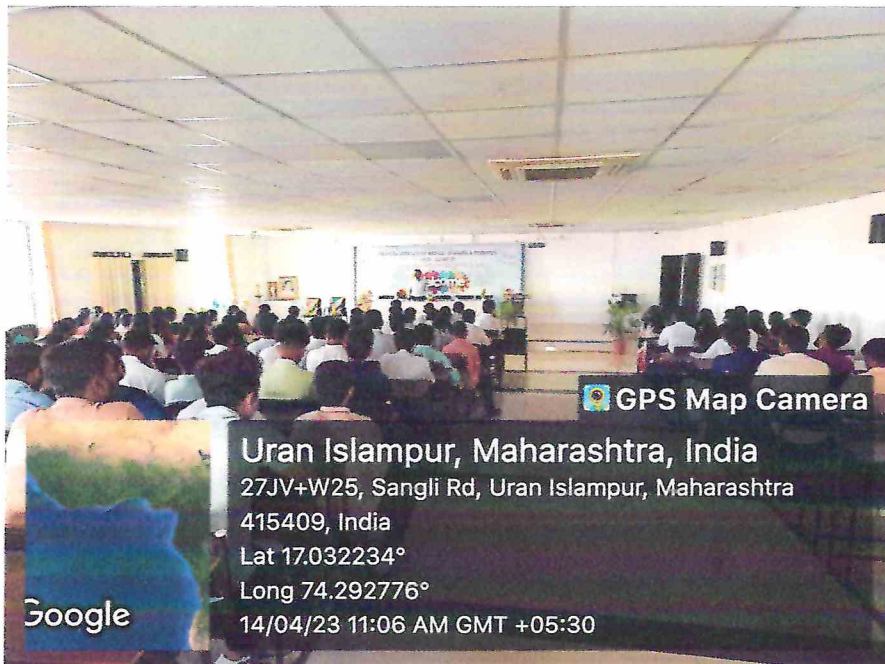 GPS Map Camera
Uran Islampur, Maharashtra, India
27JV+W25, Sangli Rd, Uran Islampur, Maharashtra
415409, India
Lat 17.032234°
Long 74.292776°
14/04/23 11:06 AM GMT +05:30
Google